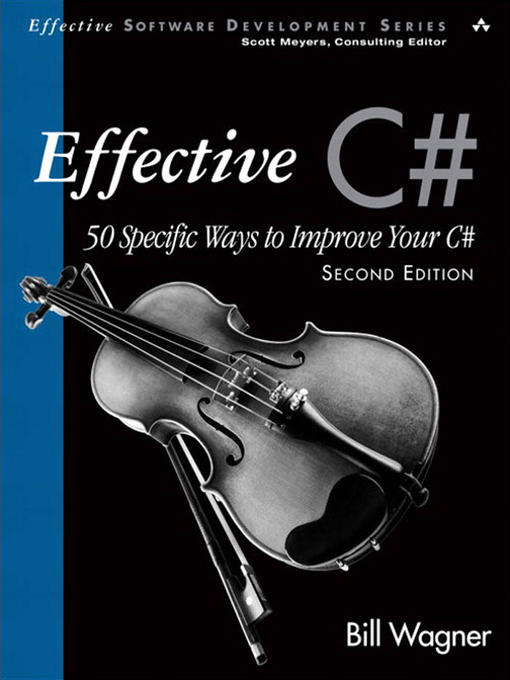 Effective SOFTWARE DEVELOPMENT SERIES
Scott Meyers, Consulting Editor
Effective C#
50 Specific Ways to Improve Your C#
SECOND EDITION
Bill Wagner